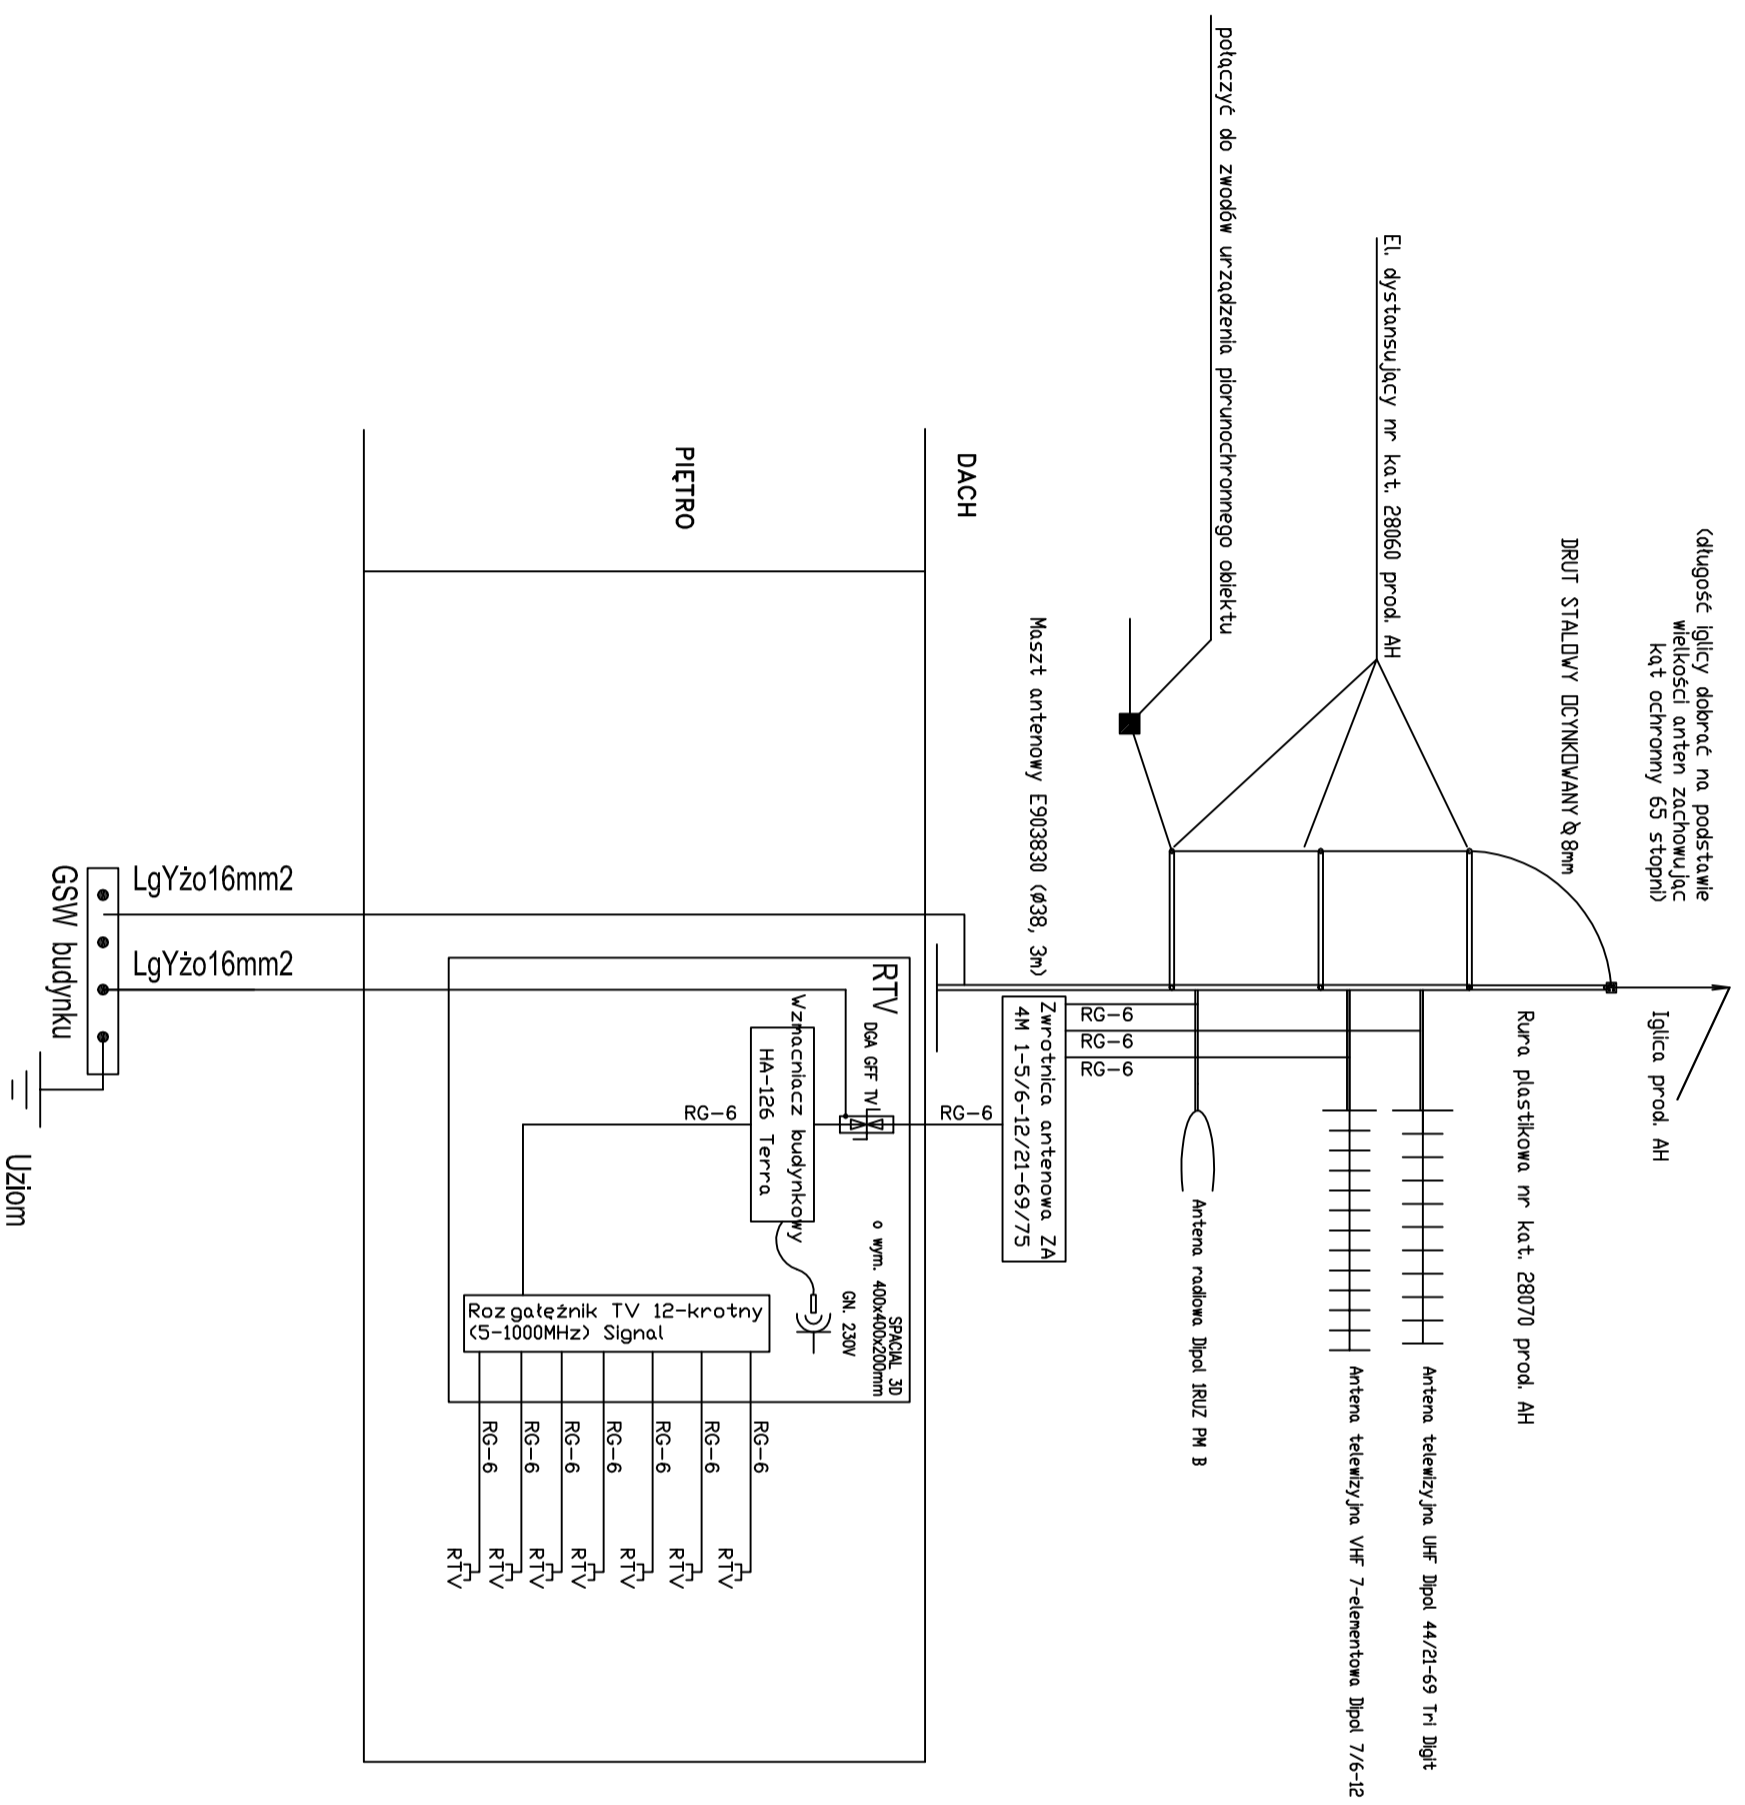 (długość iglicy dobrać na podstawie
wielkości anten zachowując
kąt ochronny 65 stopni)
Iglica prod. AH
DRUT STALOWY OCYNKOWANY φ8mm
Rura plastikowa nr kat. 28070 prod. AH
El. dystansujący nr kat. 28060 prod. AH
Antena telewizyjna UHF Dipol 44/21-69 Tri Digit
Antena telewizyjna VHF 7-elementowa Dipol 7/6-12
połączyć do zwodów urządzenia piorunochronnego obiektu
Antena radiowa Dipol 1RUZ PM B
RG-6
RG-6
RG-6
Maszt antenowy E903830 (ø38, 3m)
Zwrotnica antenowa ZA
4M 1-5/6-12/21-69/75
RG-6
DACH
PIĘTRO
RTV
SPACIAL 3D
o wym. 400x400x200mm
DGA GFF TV
GN. 230V
Wzmacniacz budynkowy
HA-126 Terra
RG-6
Rozgałęźnik TV 12-krotny
(5-1000MHz) Signal
RG-6
RG-6
RG-6
RG-6
RG-6
RG-6
RG-6
RTV
RTV
RTV
RTV
RTV
RTV
RTV
LgYżo16mm2
LgYżo16mm2
GSW budynku
Uziom